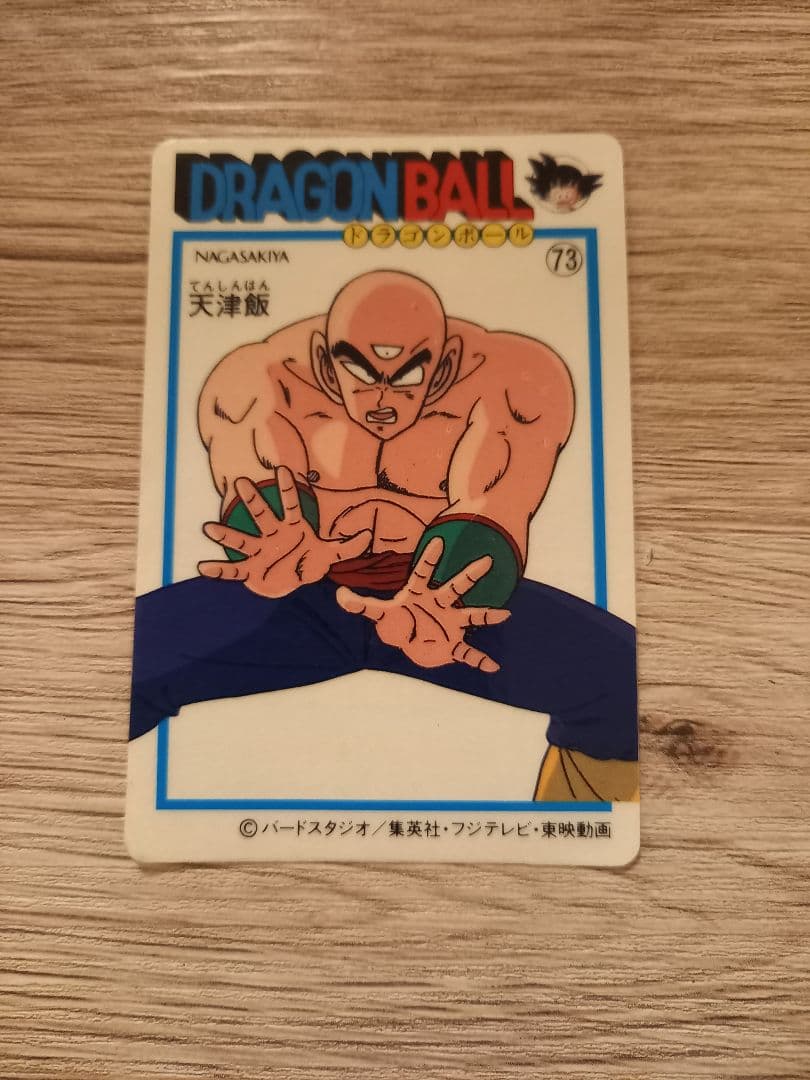 DRAGON BALL
ドラゴンボール
NAGASAKIYA
73
てんしんはん
天津飯
©バードスタジオ/集英社・フジテレビ・東映動画